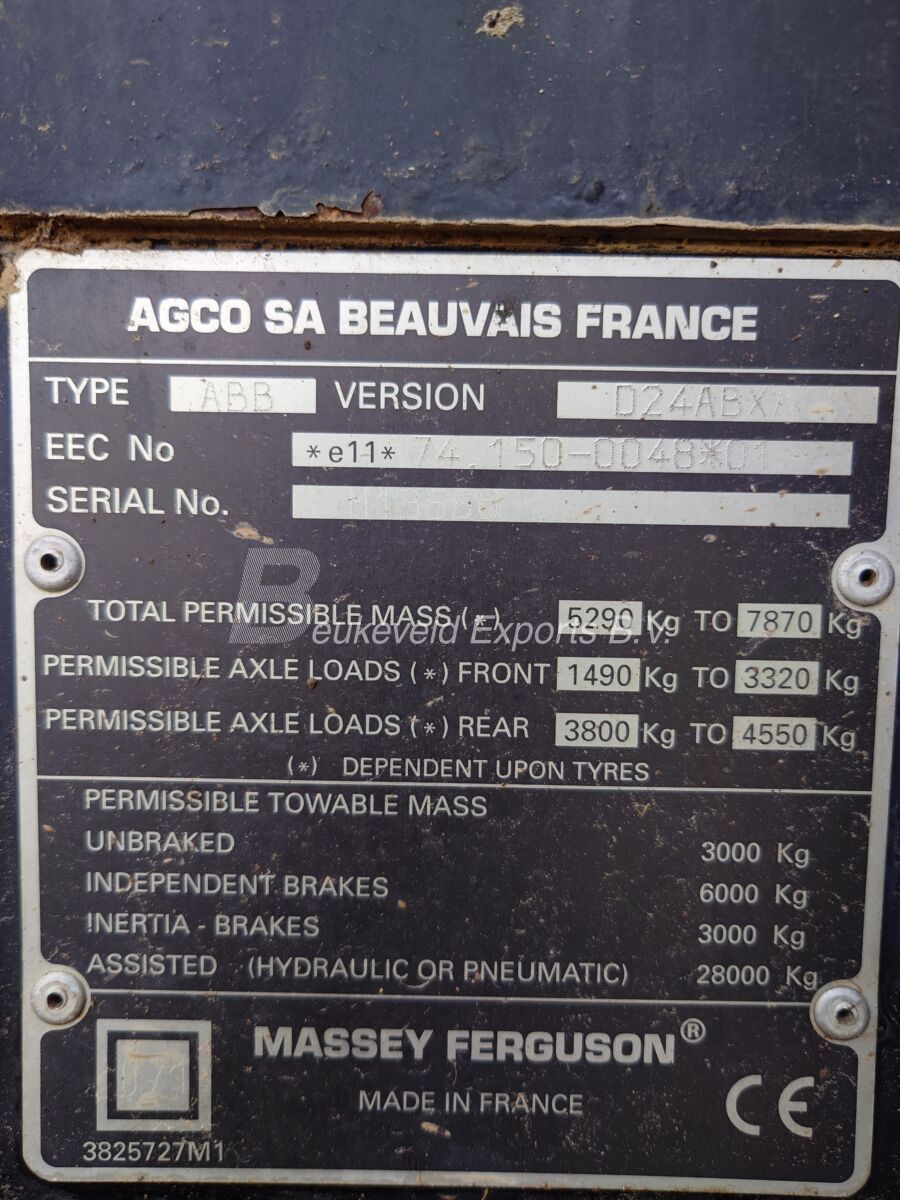 AGCO SA BEAUVAIS FRANCE
TYPE ABB VERSION D24ABXA
EEC No *e11* 74.150-0048*01
SERIAL No.
TOTAL PERMISSIBLE MASS (*) 5290 Kg TO 7870 Kg
Beukeveld Exports B.V.
PERMISSIBLE AXLE LOADS (*) FRONT 1490 Kg TO 3320 Kg
PERMISSIBLE AXLE LOADS (*) REAR 3800 Kg TO 4550 Kg
(*) DEPENDENT UPON TYRES
PERMISSIBLE TOWABLE MASS
UNBRAKED 3000 Kg
INDEPENDENT BRAKES 6000 Kg
INERTIA - BRAKES 3000 Kg
ASSISTED (HYDRAULIC OR PNEUMATIC) 28000 Kg
MASSEY FERGUSON®
MADE IN FRANCE
CE
3825727M1